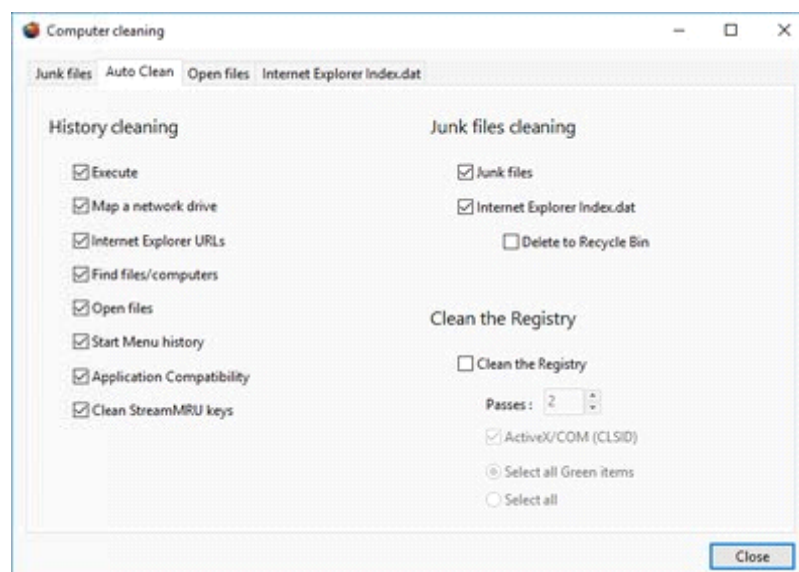 Computer cleaning
Junk files Auto Clean Open files Internet Explorer Index.dat
History cleaning
Execute
Map a network drive
Internet Explorer URLs
Find files/computers
Open files
Start Menu history
Application Compatibility
Clean StreamMRU keys
Junk files cleaning
Junk files
Internet Explorer Index.dat
Delete to Recycle Bin
Clean the Registry
Clean the Registry
Passes : 2
ActiveX/COM (CLSID)
Select all Green items
Select all
Close